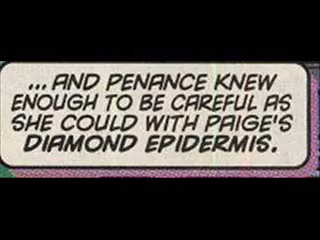 ... AND PENANCE KNEW
ENOUGH TO BE CAREFUL AS
SHE COULD WITH PAIGE'S
DIAMOND EPIDERMIS.